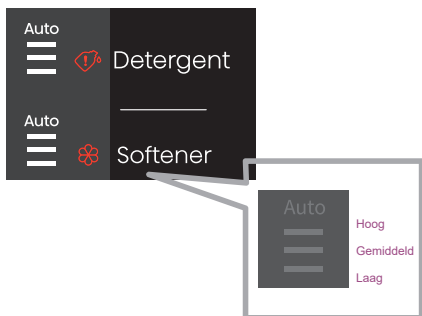 Auto
Detergent
Auto
Softener
Auto
Hoog
Gemiddeld
Laag